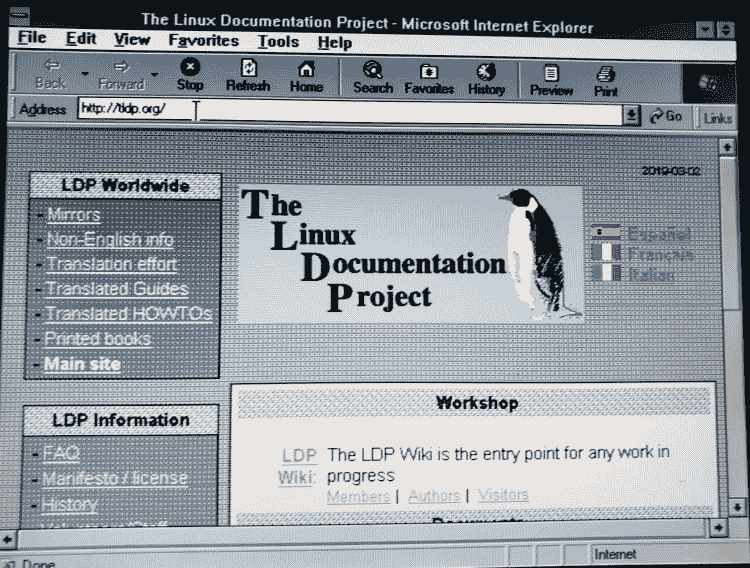 The Linux Documentation Project - Microsoft Internet Explorer
File Edit View Favorites Tools Help
Back Forward Stop Refresh Home Search Favorites History Preview Print
Address http://tldp.org/ Go Links
2019-03-02
LDP Worldwide
- Mirrors
- Non-English info
- Translation effort
- Translated Guides
- Translated HOWTOs
- Printed books
- Main site
The
Linux
Documentation
Project
Español
Français
Italian
LDP Information
- FAQ
- Manifesto / license
- History
Workshop
LDP Wiki: The LDP Wiki is the entry point for any work in
progress
Members | Authors | Visitors
Documents
Done Internet